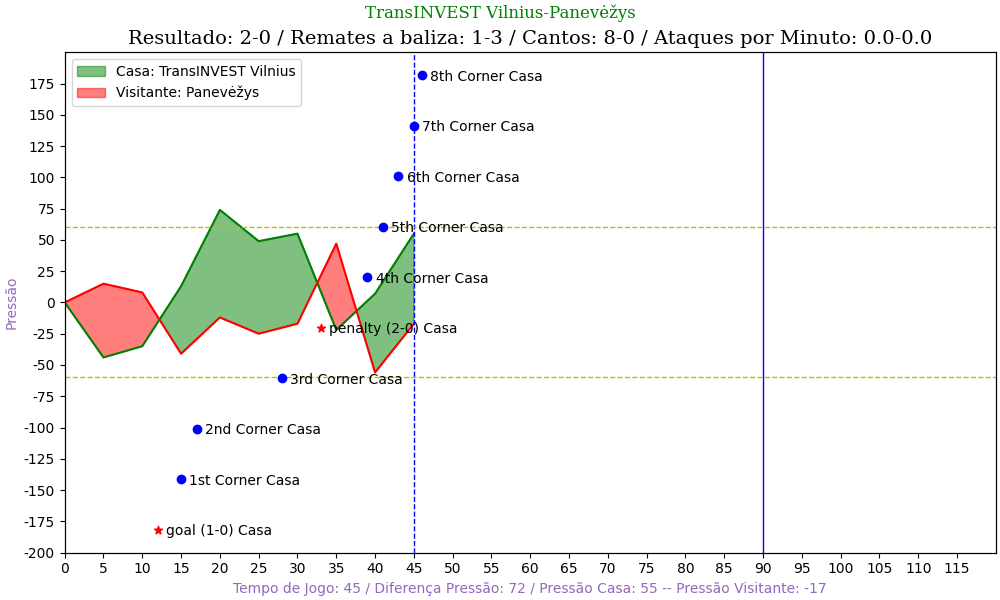 TransINVEST Vilnius-Panevėžys
Resultado: 2-0 / Remates a baliza: 1-3 / Cantos: 8-0 / Ataques por Minuto: 0.0-0.0
Casa: TransINVEST Vilnius
Visitante: Panevėžys
8th Corner Casa
7th Corner Casa
6th Corner Casa
5th Corner Casa
4th Corner Casa
penalty (2-0) Casa
3rd Corner Casa
2nd Corner Casa
1st Corner Casa
goal (1-0) Casa
Pressão
175
150
125
100
75
50
25
0
-25
-50
-75
-100
-125
-150
-175
-200
0 5 10 15 20 25 30 35 40 45 50 55 60 65 70 75 80 85 90 95 100 105 110 115
Tempo de Jogo: 45 / Diferença Pressão: 72 / Pressão Casa: 55 -- Pressão Visitante: -17